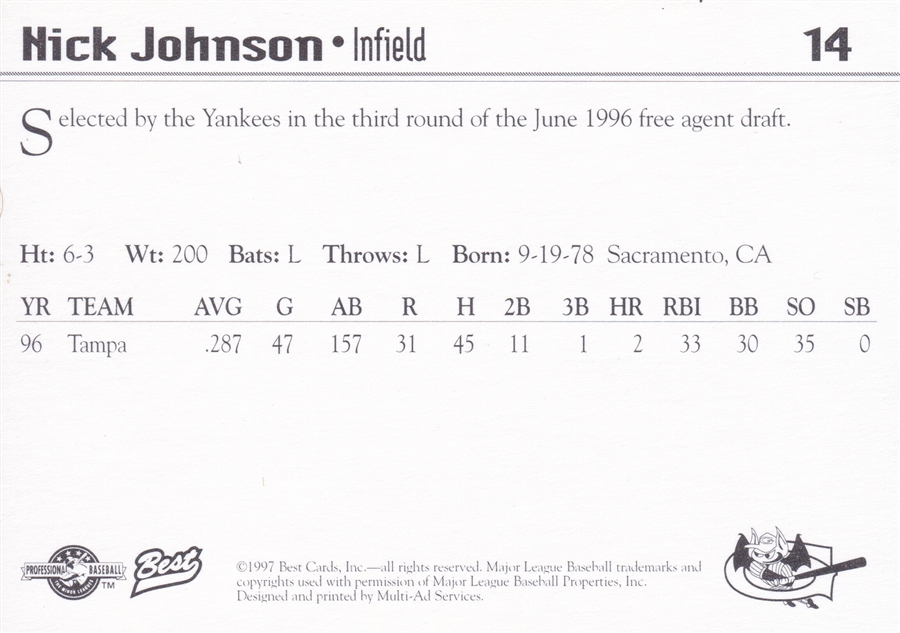 Nick Johnson • Infield 14
Selected by the Yankees in the third round of the June 1996 free agent draft.
Ht: 6-3 Wt: 200 Bats: L Throws: L Born: 9-19-78 Sacramento, CA
YR TEAM AVG G AB R H 2B 3B HR RBI BB SO SB
96 Tampa .287 47 157 31 45 11 1 2 33 30 35 0
PROFESSIONAL BASEBALL
THE MINOR LEAGUES
TM
Best
©1997 Best Cards, Inc.—all rights reserved. Major League Baseball trademarks and
copyrights used with permission of Major League Baseball Properties, Inc.
Designed and printed by Multi-Ad Services.